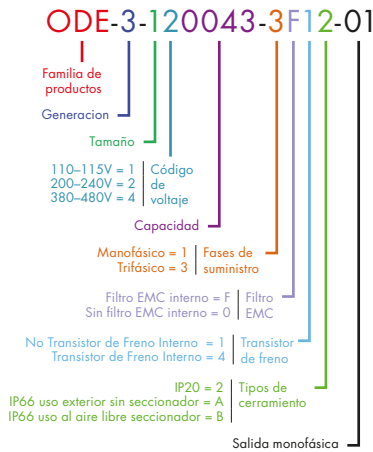 ODE-3-120043-3F12-01
Familia de
productos
Generacion
Tamaño
110–115V = 1
200–240V = 2
380–480V = 4
Código
de
voltaje
Capacidad
Manofásico = 1
Trifásico = 3
Fases de
suministro
Filtro EMC interno = F
Sin filtro EMC interno = 0
Filtro
EMC
No Transistor de Freno Interno = 1
Transistor de Freno Interno = 4
Transistor
de freno
IP20 = 2
IP66 uso exterior sin seccionador = A
IP66 uso al aire libre seccionador = B
Tipos de
cerramiento
Salida monofásica